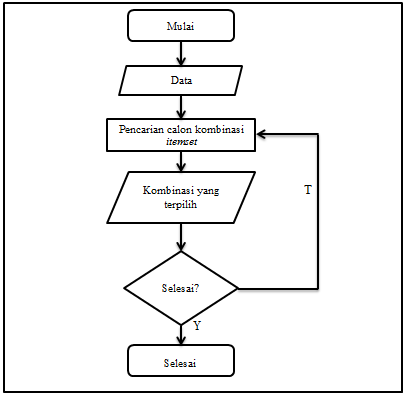 Mulai
Data
Pencarian calon kombinasi
itemset
Kombinasi yang
terpilih
T
Selesai?
Y
Selesai